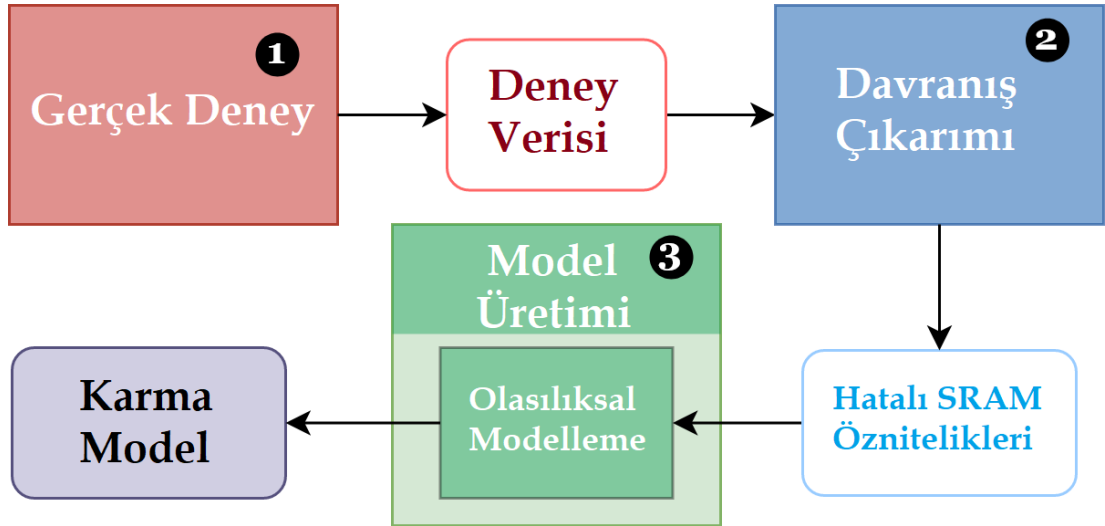 1
Gerçek Deney
Deney
Verisi
2
Davranış
Çıkarımı
3
Model
Üretimi
Olasılıksal
Modelleme
Hatalı SRAM
Öznitelikleri
Karma
Model